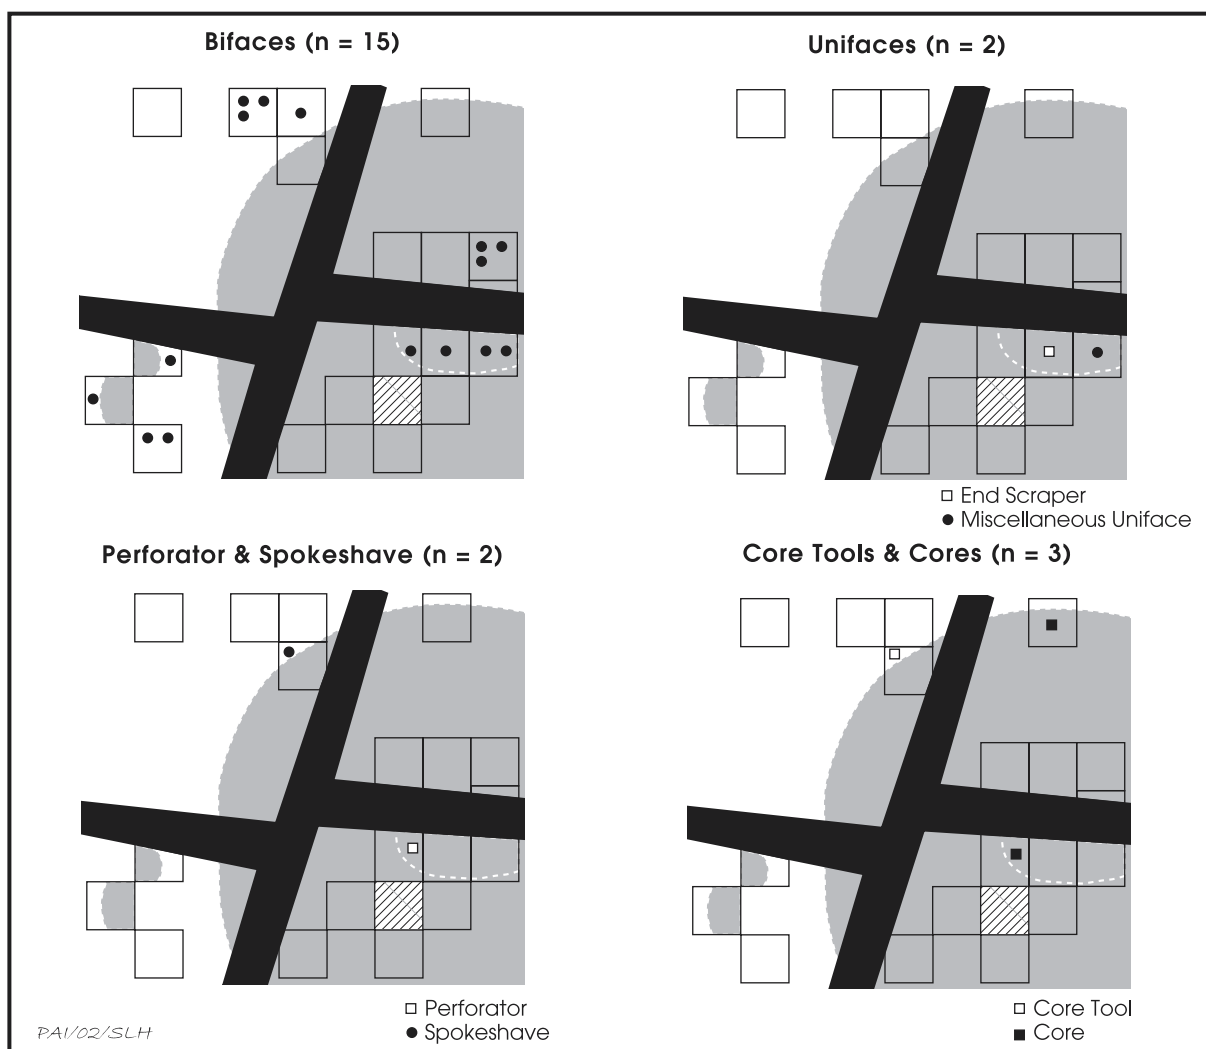 Bifaces (n = 15)
Unifaces (n = 2)
End Scraper
Miscellaneous Uniface
Perforator & Spokeshave (n = 2)
Core Tools & Cores (n = 3)
Perforator
Spokeshave
Core Tool
Core
PAI/02/SLH